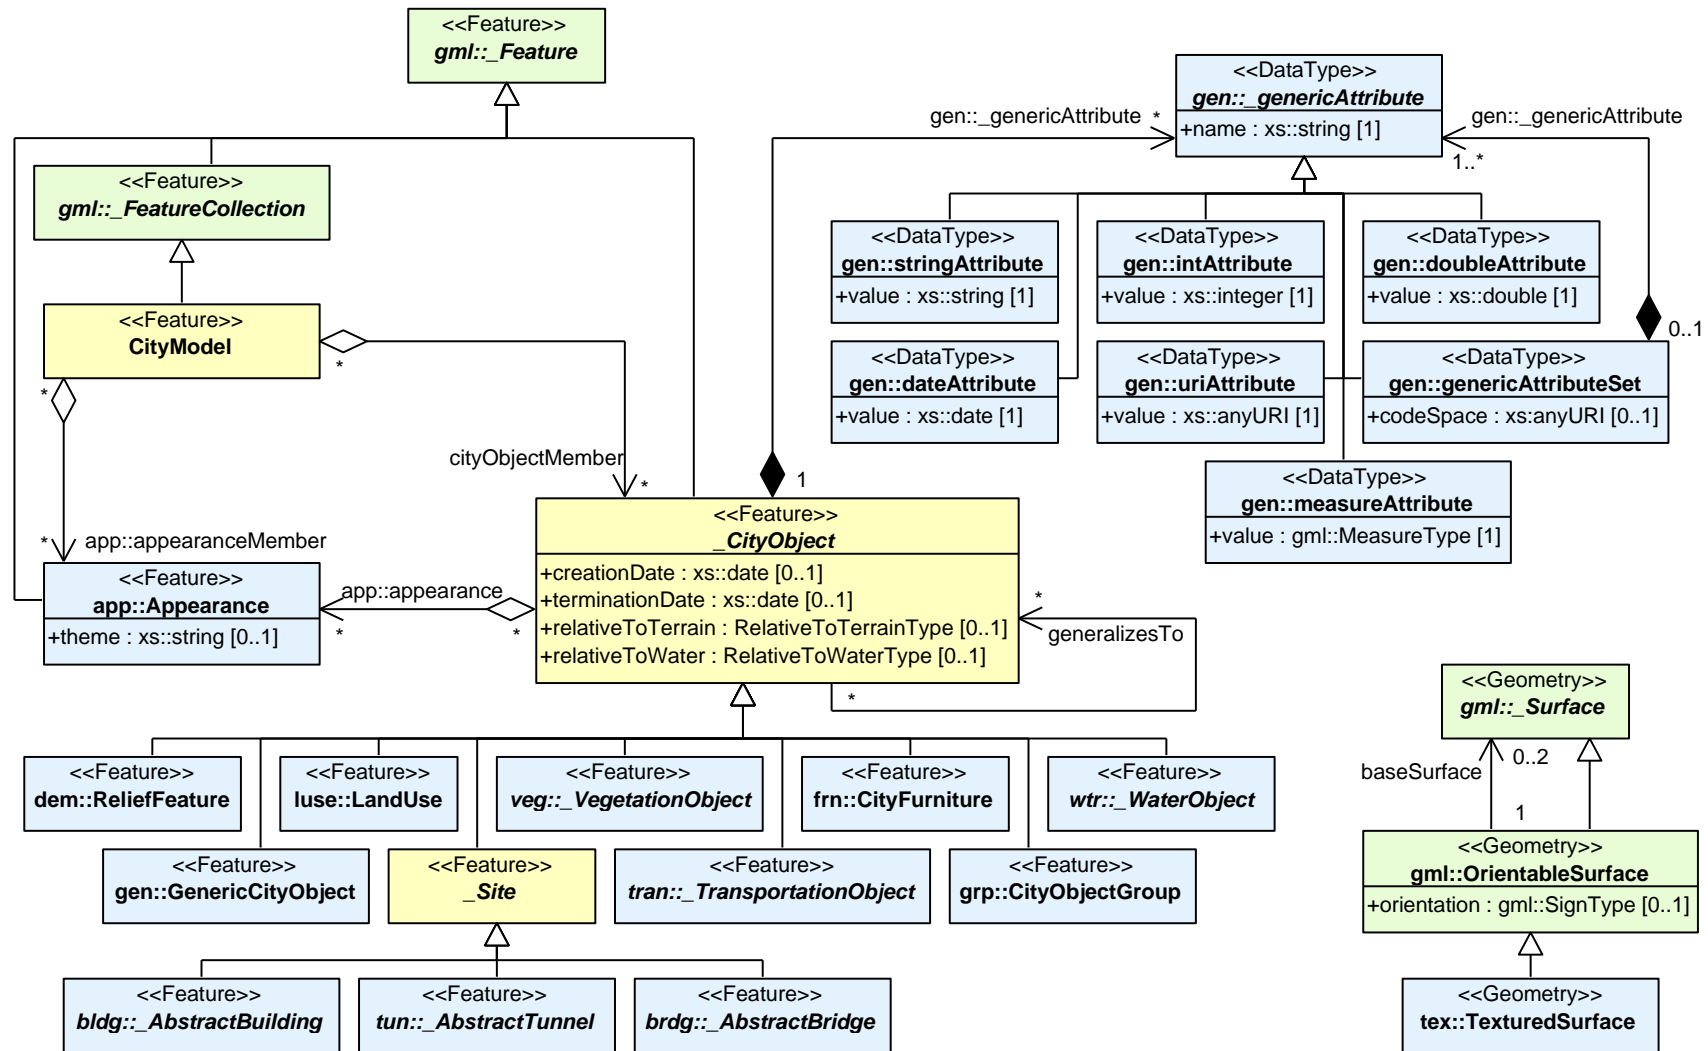 <<Feature>>
gml::_Feature
<<DataType>>
gen::_genericAttribute
+name : xs::string [1]
gen::_genericAttribute
*
gen::_genericAttribute
1..*
<<Feature>>
gml::_FeatureCollection
<<DataType>>
gen::stringAttribute
+value : xs::string [1]
<<DataType>>
gen::intAttribute
+value : xs::integer [1]
<<DataType>>
gen::doubleAttribute
+value : xs::double [1]
<<Feature>>
CityModel
*
*
0..1
<<DataType>>
gen::dateAttribute
+value : xs::date [1]
<<DataType>>
gen::uriAttribute
+value : xs::anyURI [1]
<<DataType>>
gen::genericAttributeSet
+codeSpace : xs:anyURI [0..1]
cityObjectMember
*
1
<<DataType>>
gen::measureAttribute
+value : gml::MeasureType [1]
<<Feature>>
_CityObject
+creationDate : xs::date [0..1]
+terminationDate : xs::date [0..1]
+relativeToTerrain : RelativeToTerrainType [0..1]
+relativeToWater : RelativeToWaterType [0..1]
*
app::appearanceMember
<<Feature>>
app::Appearance
+theme : xs::string [0..1]
app::appearance
*
*
*
generalizesTo
*
<<Geometry>>
gml::_Surface
baseSurface
0..2
1
<<Feature>>
dem::ReliefFeature
<<Feature>>
luse::LandUse
<<Feature>>
veg::_VegetationObject
<<Feature>>
frn::CityFurniture
<<Feature>>
wtr::_WaterObject
<<Feature>>
gen::GenericCityObject
<<Feature>>
_Site
<<Feature>>
tran::_TransportationObject
<<Feature>>
grp::CityObjectGroup
<<Geometry>>
gml::OrientableSurface
+orientation : gml::SignType [0..1]
<<Feature>>
bldg::_AbstractBuilding
<<Feature>>
tun::_AbstractTunnel
<<Feature>>
brdg::_AbstractBridge
<<Geometry>>
tex::TexturedSurface